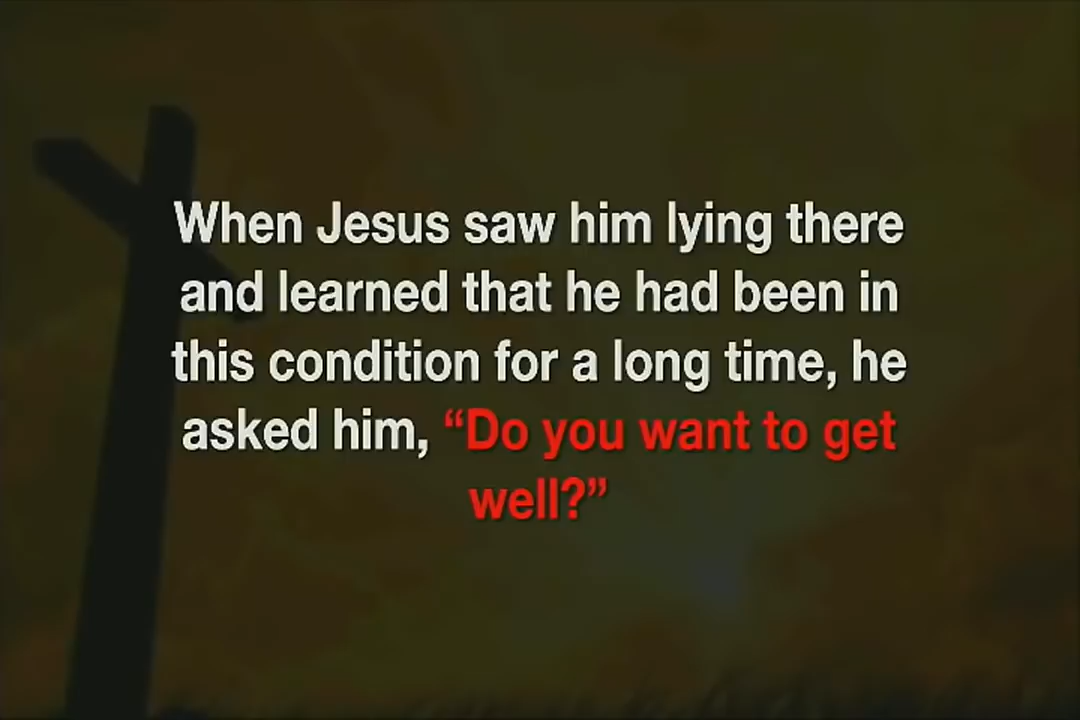 When Jesus saw him lying there
and learned that he had been in
this condition for a long time, he
asked him, “Do you want to get
well?”